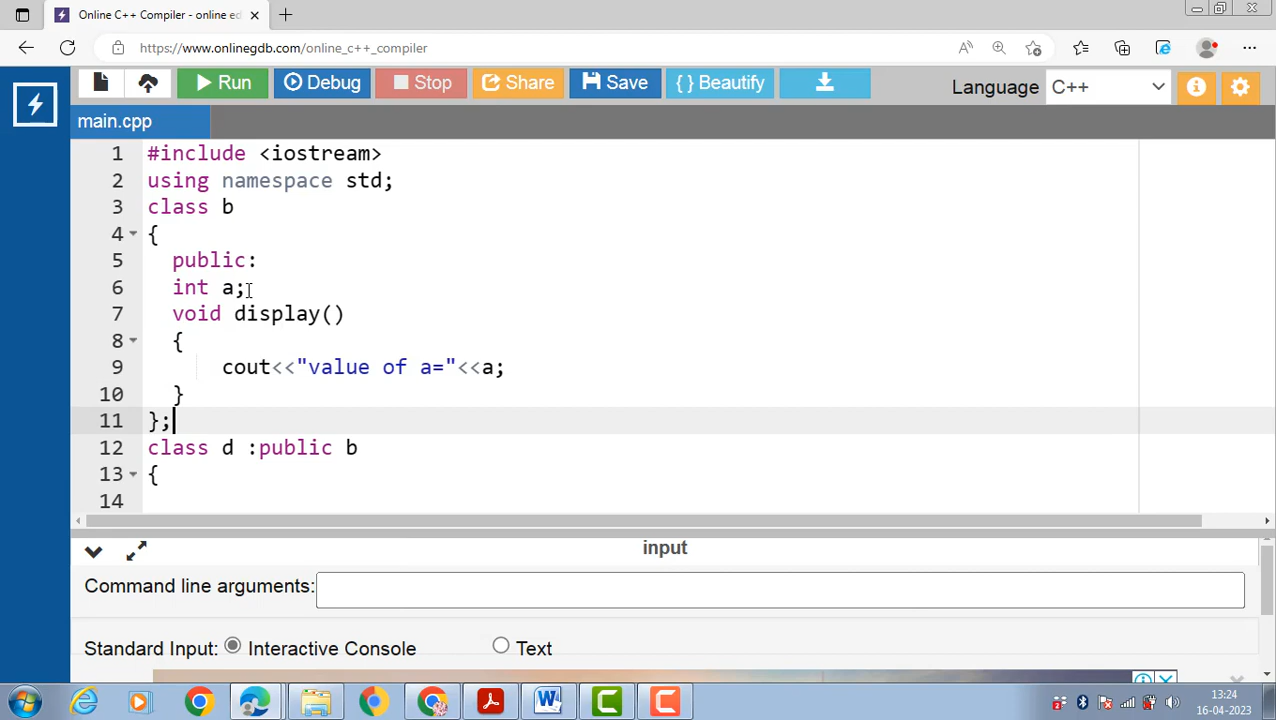 Online C++ Compiler - online ed
https://www.onlinegdb.com/online_c++_compiler
Run Debug Stop Share Save { } Beautify Language C++
main.cpp
1 #include <iostream>
2 using namespace std;
3 class b
4 {
5 public:
6 int a;
7 void display()
8 {
9 cout<<"value of a="<<a;
10 }
11 };
12 class d :public b
13 {
14
input
Command line arguments:
Standard Input: Interactive Console Text
13:24
16-04-2023